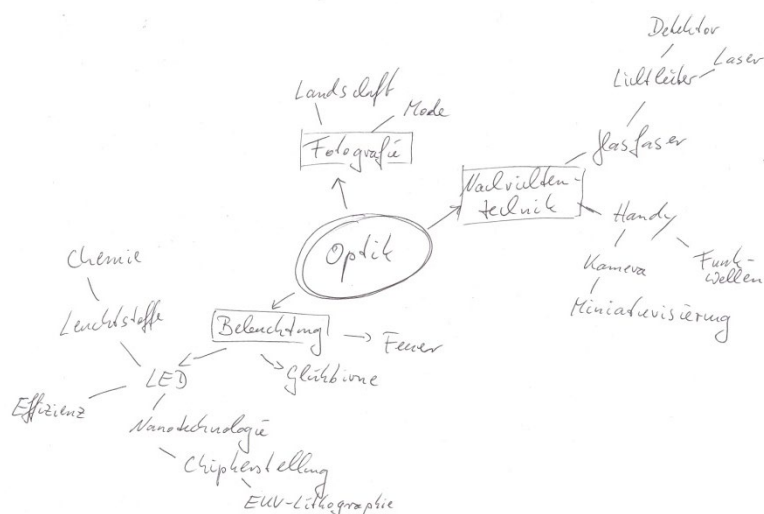 Detektor
Laser
Lichtleiter
Landschaft
Mode
Fotografie
Glasfaser
Nachrichten-
technik
Handy
Optik
Chemie
Kamera
Funk-
wellen
Leuchtstoffe
Miniaturisierung
Beleuchtung
Feuer
LED
Glühbirne
Effizienz
Nanotechnologie
Chipherstellung
EUV-Lithographie